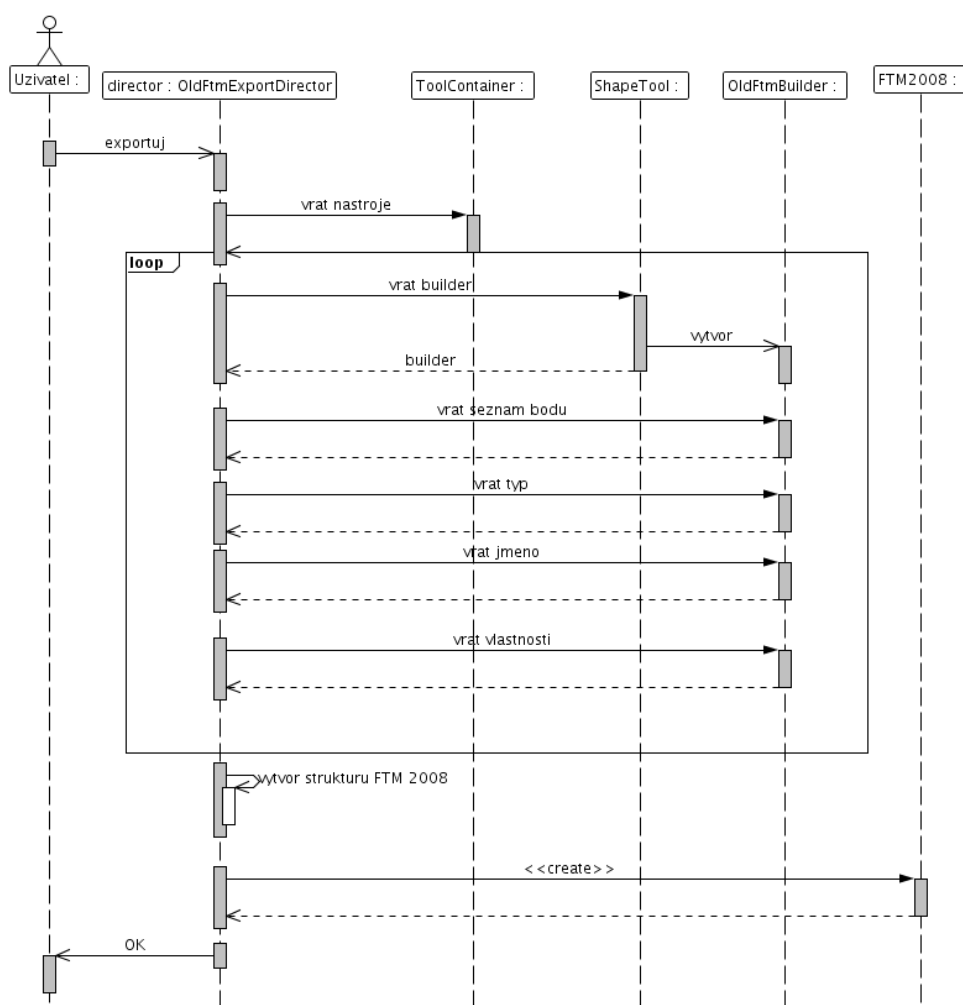 Uzivatel :
director : OldFtmExportDirector
ToolContainer :
ShapeTool :
OldFtmBuilder :
FTM2008 :
exportuj
vrat nastroje
loop
vrat builder
vytvor
builder
vrat seznam bodu
vrat typ
vrat jmeno
vrat vlastnosti
vytvor strukturu FTM 2008
<<create>>
OK